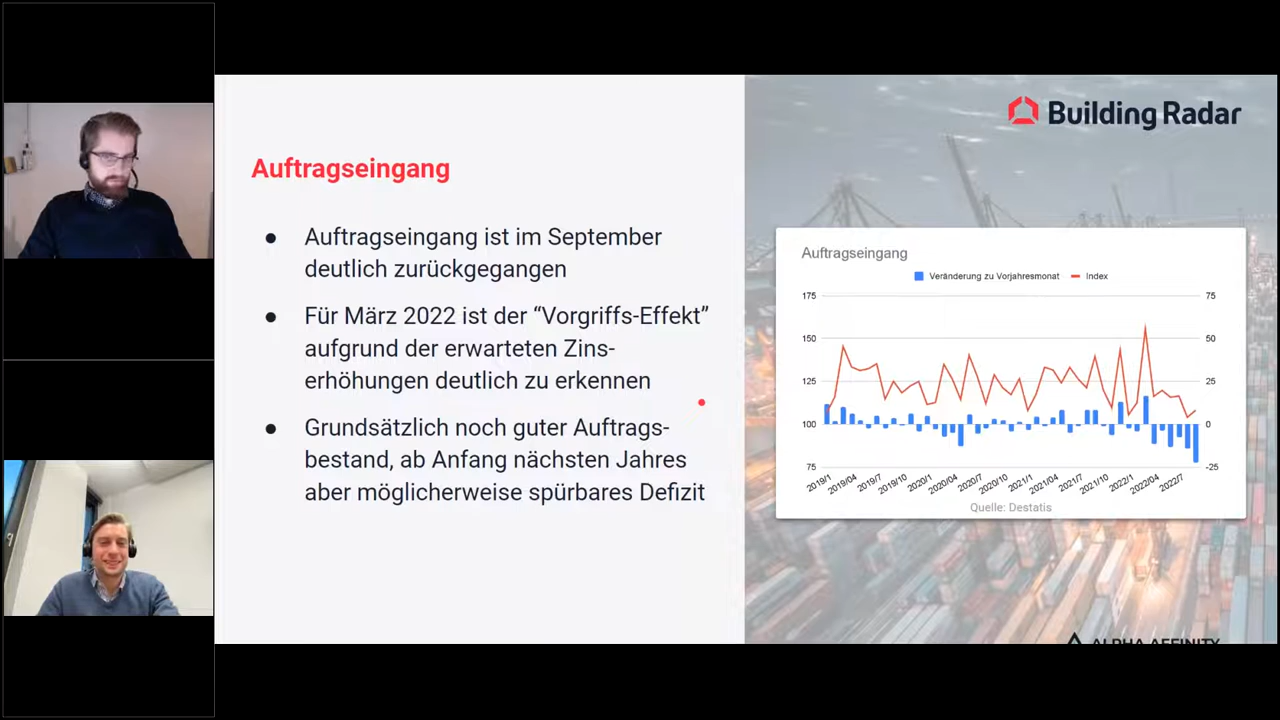 Building Radar
Auftragseingang
● Auftragseingang ist im September
deutlich zurückgegangen
● Für März 2022 ist der “Vorgriffs-Effekt”
aufgrund der erwarteten Zins-
erhöhungen deutlich zu erkennen
● Grundsätzlich noch guter Auftrags-
bestand, ab Anfang nächsten Jahres
aber möglicherweise spürbares Defizit
Auftragseingang
Veränderung zu Vorjahresmonat Index
175 75
150 50
125 25
100 0
75 -25
2019/1 2019/04 2019/7 2019/10 2020/1 2020/04 2020/7 2020/10 2021/1 2021/04 2021/7 2021/10 2022/1 2022/04 2022/7
Quelle: Destatis
ALPHA AFFINITY